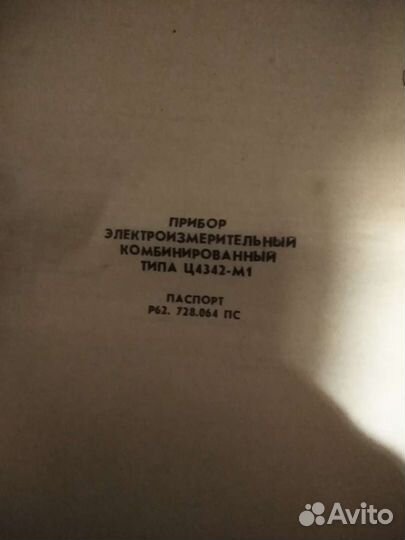 ПРИБОР
ЭЛЕКТРОИЗМЕРИТЕЛЬНЫЙ
КОМБИНИРОВАННЫЙ
ТИПА Ц4342-М1
ПАСПОРТ
Р62. 728.064 ПС
Avito